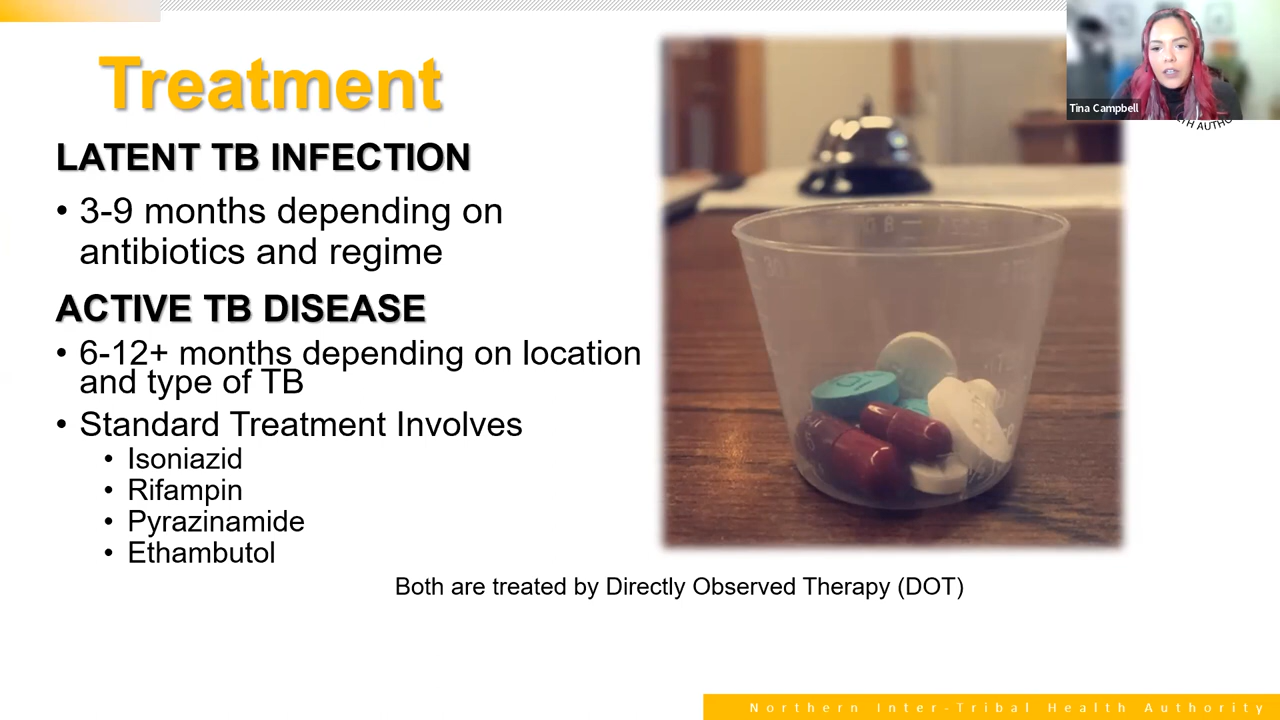 Treatment
LATENT TB INFECTION
• 3-9 months depending on
antibiotics and regime
ACTIVE TB DISEASE
• 6-12+ months depending on location
and type of TB
• Standard Treatment Involves
• Isoniazid
• Rifampin
• Pyrazinamide
• Ethambutol
Both are treated by Directly Observed Therapy (DOT)
Tina Campbell
Northern Inter-Tribal Health Authority